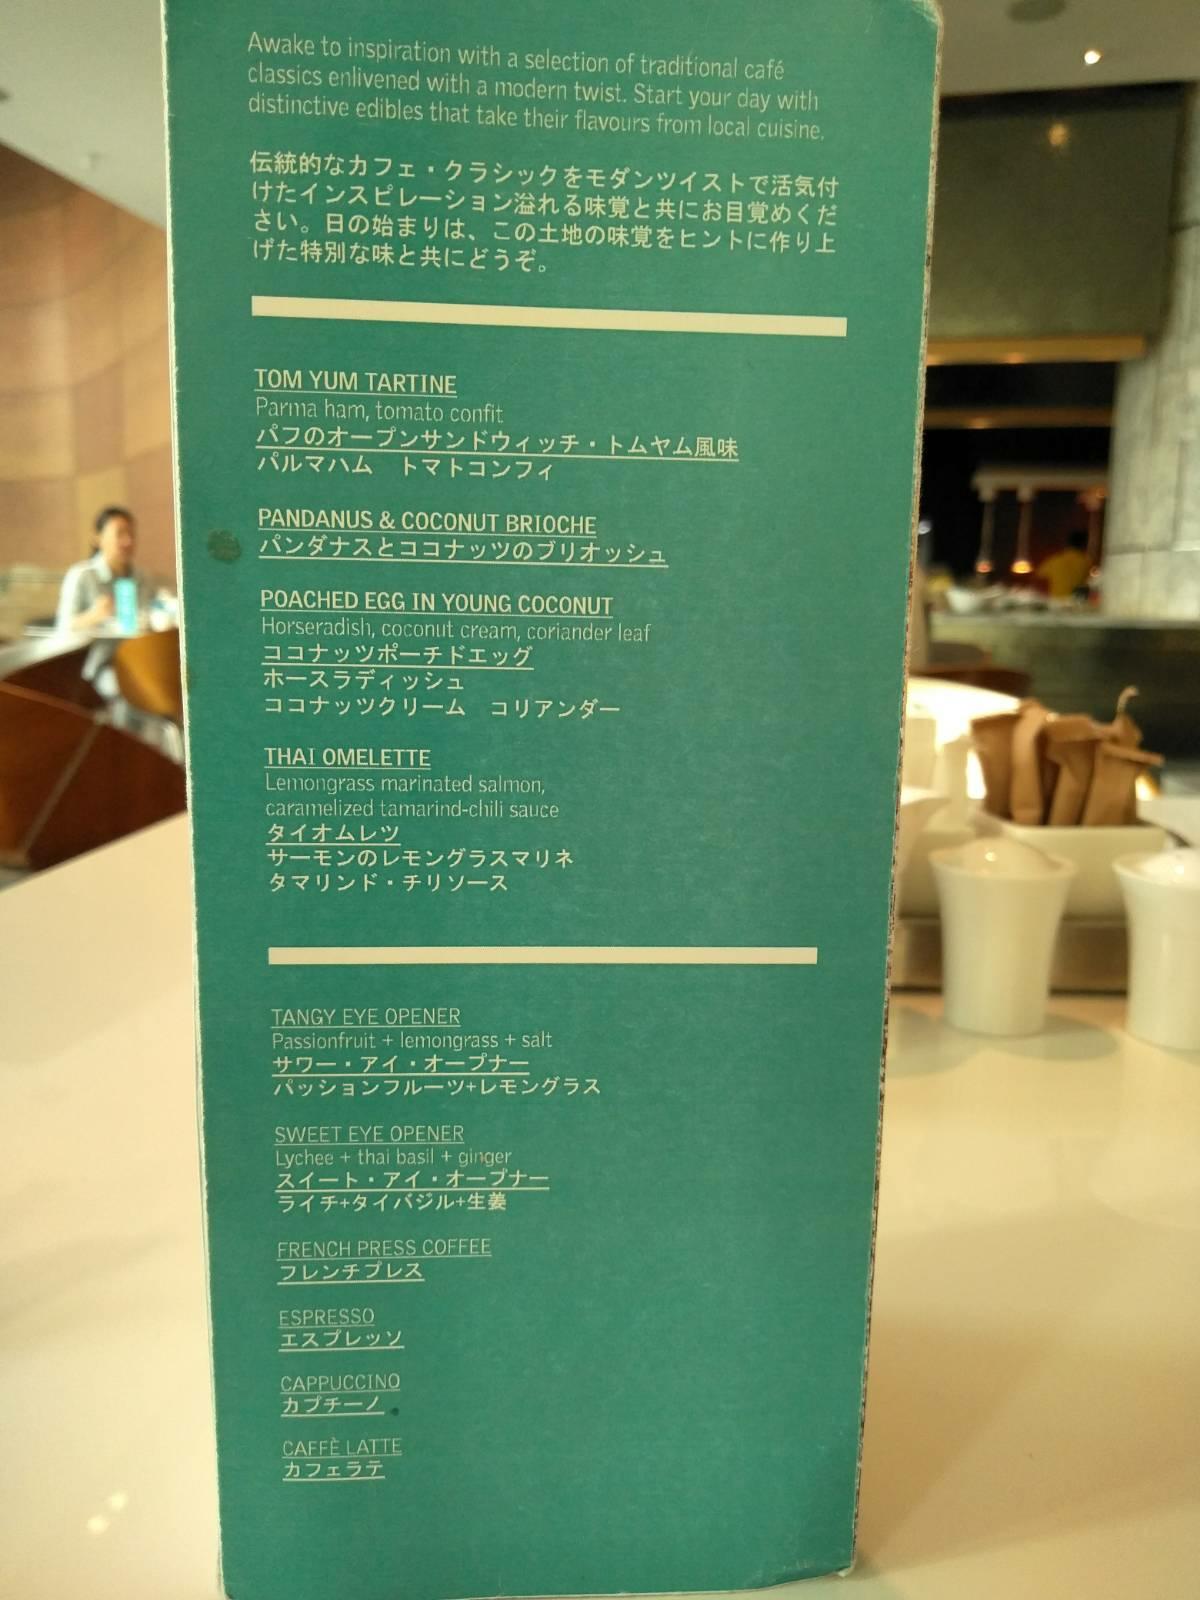 Awake to inspiration with a selection of traditional café
classics enlivened with a modern twist. Start your day with
distinctive edibles that take their flavours from local cuisine.
伝統的なカフェ・クラシックをモダンツイストで活気付
けたインスピレーション溢れる味覚と共にお目覚めくだ
さい。日の始まりは、この土地の味覚をヒントに作り上
げた特別な味と共にどうぞ。
TOM YUM TARTINE
Parma ham, tomato confit
パフのオープンサンドウィッチ・トムヤム風味
パルマハム　トマトコンフィ
PANDANUS & COCONUT BRIOCHE
パンダナスとココナッツのブリオッシュ
POACHED EGG IN YOUNG COCONUT
Horseradish, coconut cream, coriander leaf
ココナッツポーチドエッグ
ホースラディッシュ
ココナッツクリーム　コリアンダー
THAI OMELETTE
Lemongrass marinated salmon,
caramelized tamarind-chili sauce
タイオムレツ
サーモンのレモングラスマリネ
タマリンド・チリソース
TANGY EYE OPENER
Passionfruit + lemongrass + salt
サワー・アイ・オープナー
パッションフルーツ+レモングラス
SWEET EYE OPENER
Lychee + thai basil + ginger
スイート・アイ・オープナー
ライチ+タイバジル+生姜
FRENCH PRESS COFFEE
フレンチプレス
ESPRESSO
エスプレッソ
CAPPUCCINO
カプチーノ
CAFFÈ LATTE
カフェラテ